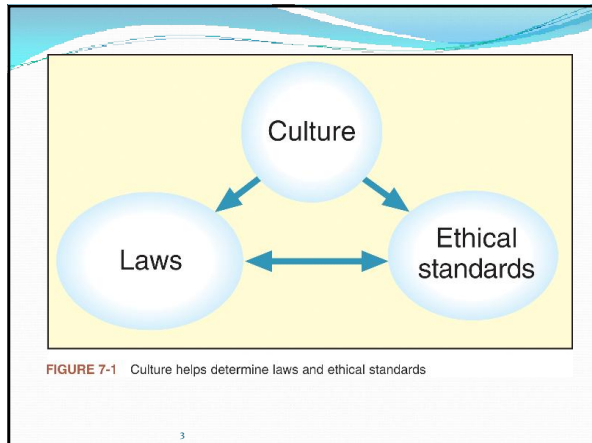 Culture
Laws
Ethical
standards
FIGURE 7-1 Culture helps determine laws and ethical standards
3